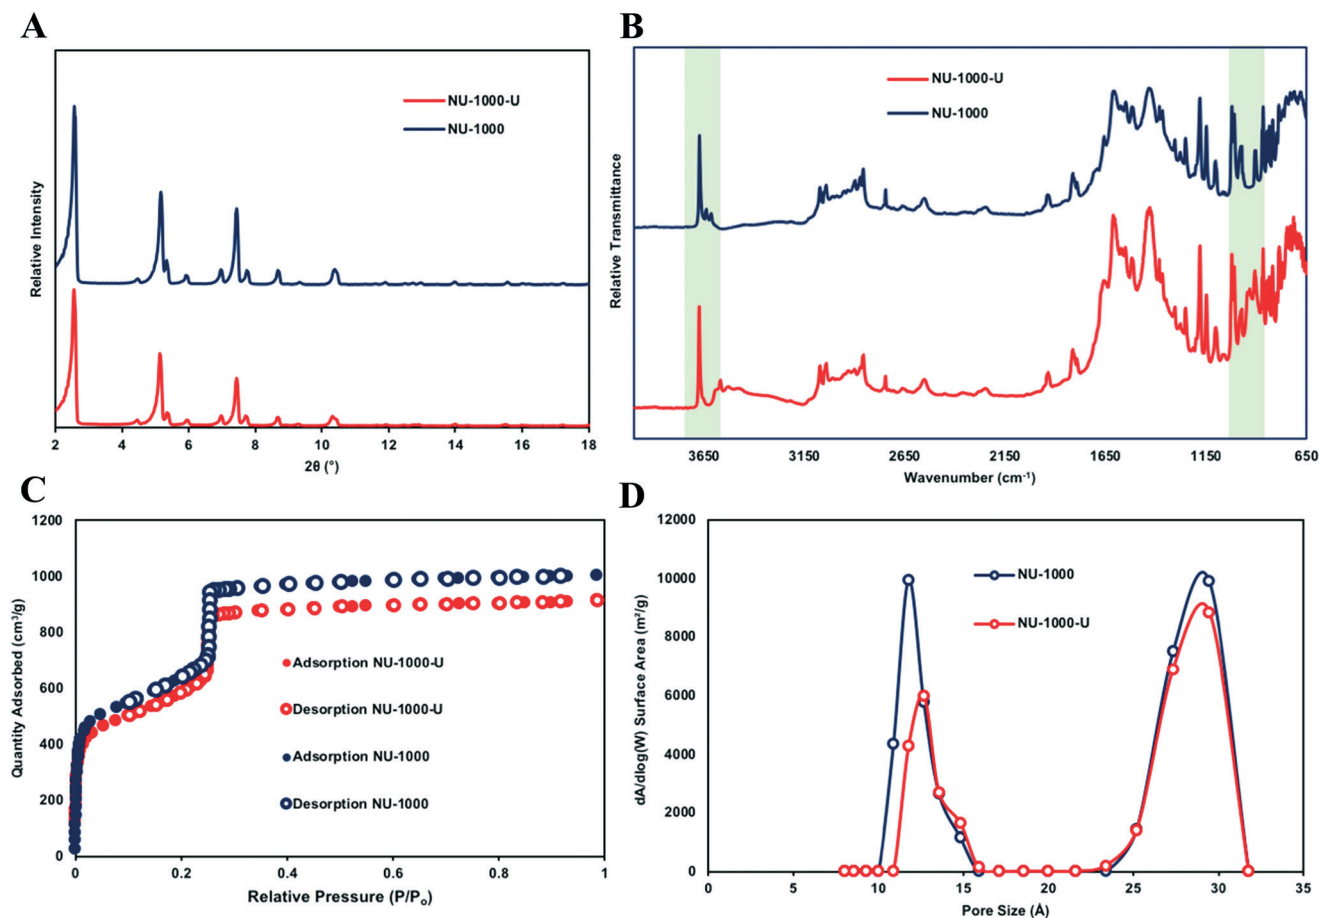 A
NU-1000-U
NU-1000
Relative Intensity
2 4 6 8 10 12 14 16 18
2θ (°)
B
NU-1000-U
NU-1000
Relative Transmittance
3650 3150 2650 2150 1650 1150 650
Wavenumber (cm⁻¹)
C
1200
1000
800
600
400
200
0
Quantity Adsorbed (cm³/g)
Adsorption NU-1000-U
Desorption NU-1000-U
Adsorption NU-1000
Desorption NU-1000
0 0.2 0.4 0.6 0.8 1
Relative Pressure (P/Pₒ)
D
12000
10000
8000
6000
4000
2000
0
dA/dlog(W) Surface Area (m²/g)
NU-1000
NU-1000-U
0 5 10 15 20 25 30 35
Pore Size (Å)